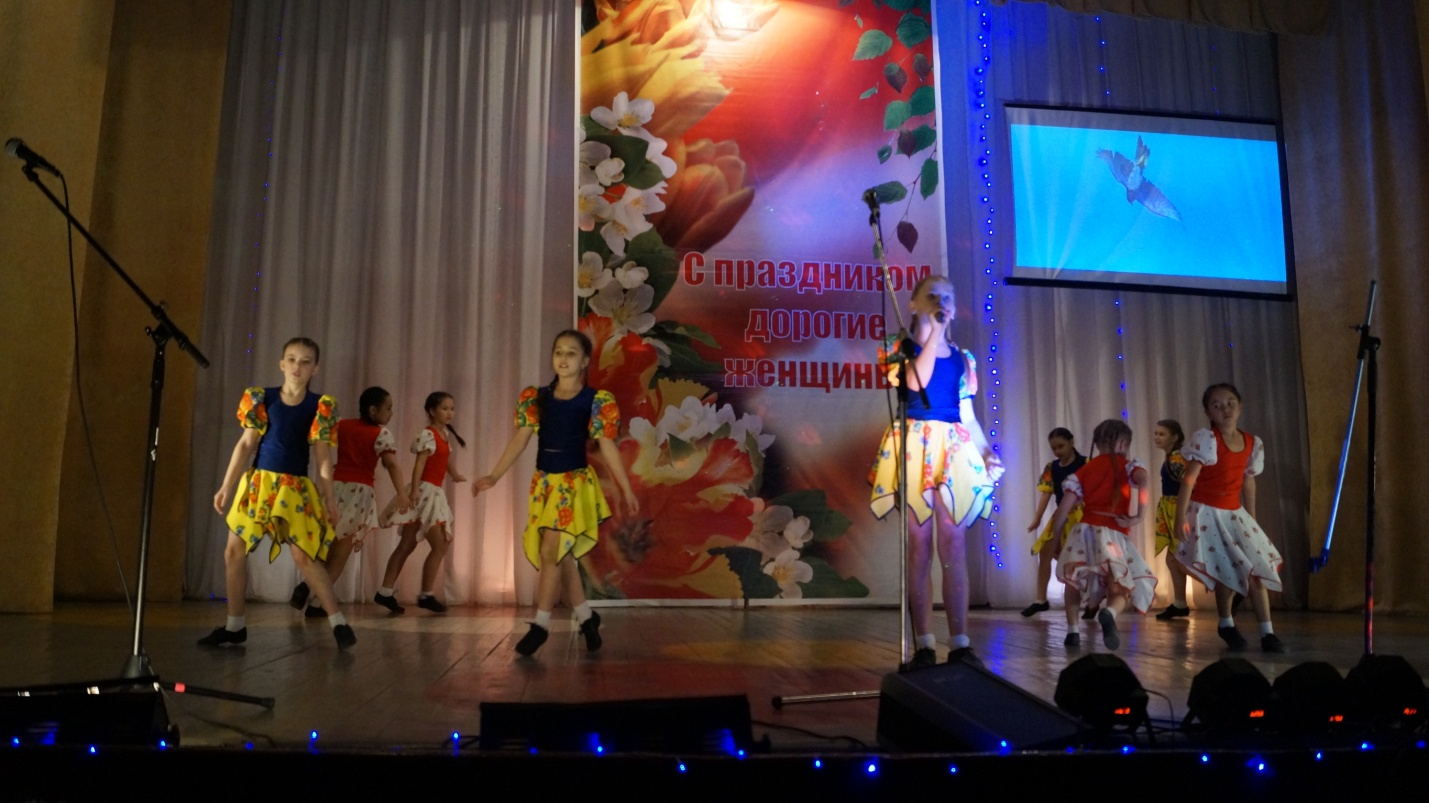 С праздником
дорогие
женщины